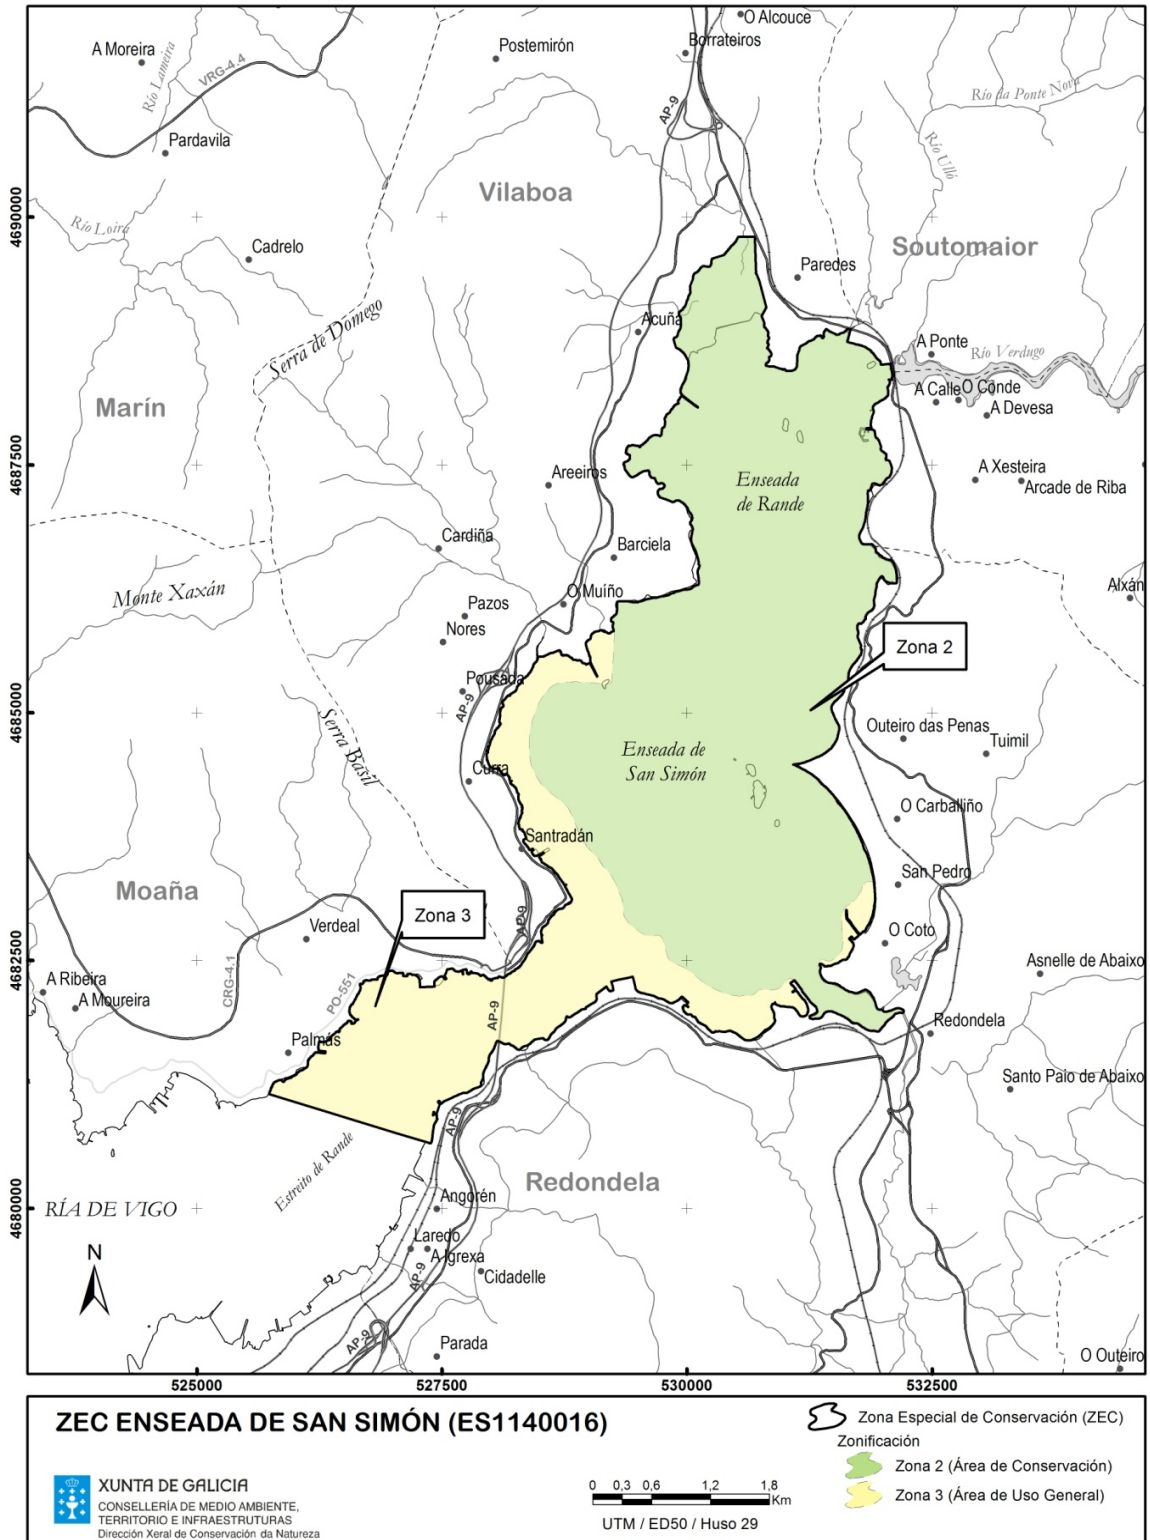 O Alcouce
A Moreira
Postemirón
Borrateiros
Río Lameira
VRG-4.4
AP-9
Río da Ponte Nova
Pardavila
Río Ulló
Vilaboa
4690000
Río Loira
Cadrelo
Soutomaior
Paredes
Serra de Domego
Acuña
A Ponte
Río Verdugo
Marín
A Calle
O Conde
A Devesa
4687500
Areeiros
Enseada
de Rande
A Xesteira
Arcade de Riba
Cardiña
Barciela
Monte Xaxán
O Muíño
Alxán
Pazos
Nores
Zona 2
Pousada
AP-9
4685000
Serra Basil
Outeiro das Penas
Tuimil
Enseada de
San Simón
Curra
O Carballiño
Santradán
Moaña
San Pedro
Zona 3
AP-9
Verdeal
O Coto
4682500
A Ribeira
A Moureira
CRG-4.1
PO-551
Asnelle de Abaixo
AP-9
Palmás
Redondela
Santo Paio de Abaixo
AP-9
Estreito de Rande
Redondela
RÍA DE VIGO
4680000
Angorén
N
Laredo
A Igrexa
AP-9
Cidadelle
AP-9
Parada
O Outeiro
525000
527500
530000
532500
ZEC ENSEADA DE SAN SIMÓN (ES1140016)
Zona Especial de Conservación (ZEC)
Zonificación
Zona 2 (Área de Conservación)
Zona 3 (Área de Uso General)
XUNTA DE GALICIA
CONSELLERÍA DE MEDIO AMBIENTE,
TERRITORIO E INFRAESTRUTURAS
Dirección Xeral de Conservación da Natureza
0 0,3 0,6 1,2 1,8
Km
UTM / ED50 / Huso 29